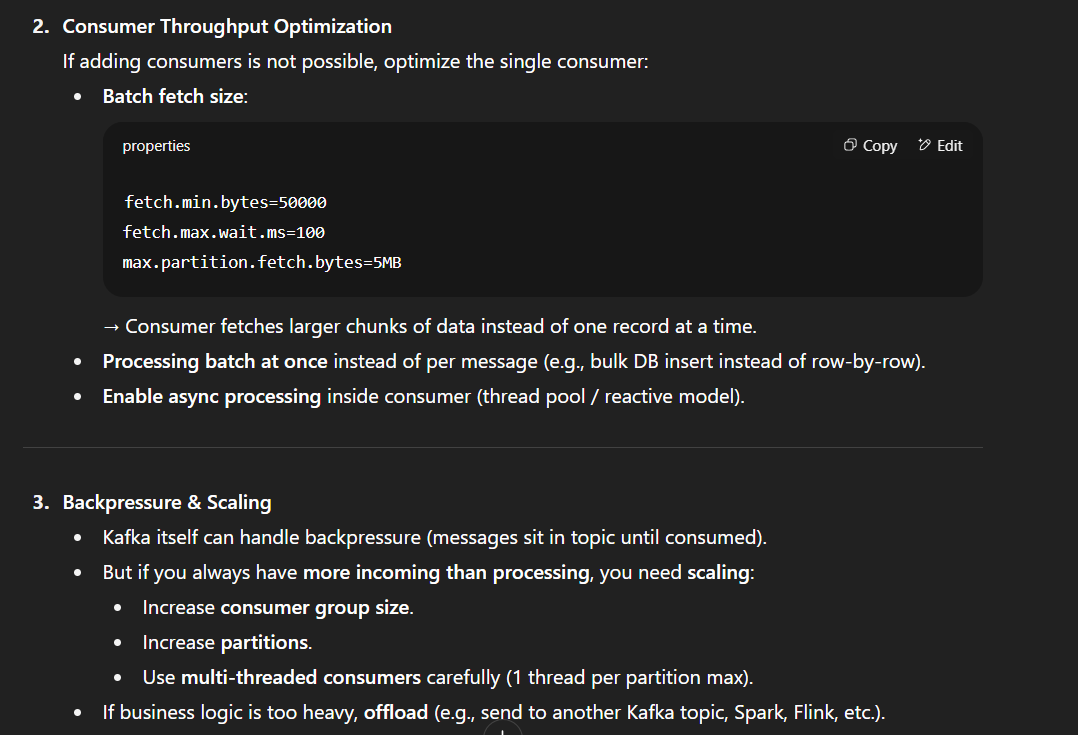 2. Consumer Throughput Optimization
If adding consumers is not possible, optimize the single consumer:
• Batch fetch size:
properties
Copy Edit
fetch.min.bytes=50000
fetch.max.wait.ms=100
max.partition.fetch.bytes=5MB
→ Consumer fetches larger chunks of data instead of one record at a time.
• Processing batch at once instead of per message (e.g., bulk DB insert instead of row-by-row).
• Enable async processing inside consumer (thread pool / reactive model).
3. Backpressure & Scaling
• Kafka itself can handle backpressure (messages sit in topic until consumed).
• But if you always have more incoming than processing, you need scaling:
• Increase consumer group size.
• Increase partitions.
• Use multi-threaded consumers carefully (1 thread per partition max).
• If business logic is too heavy, offload (e.g., send to another Kafka topic, Spark, Flink, etc.).